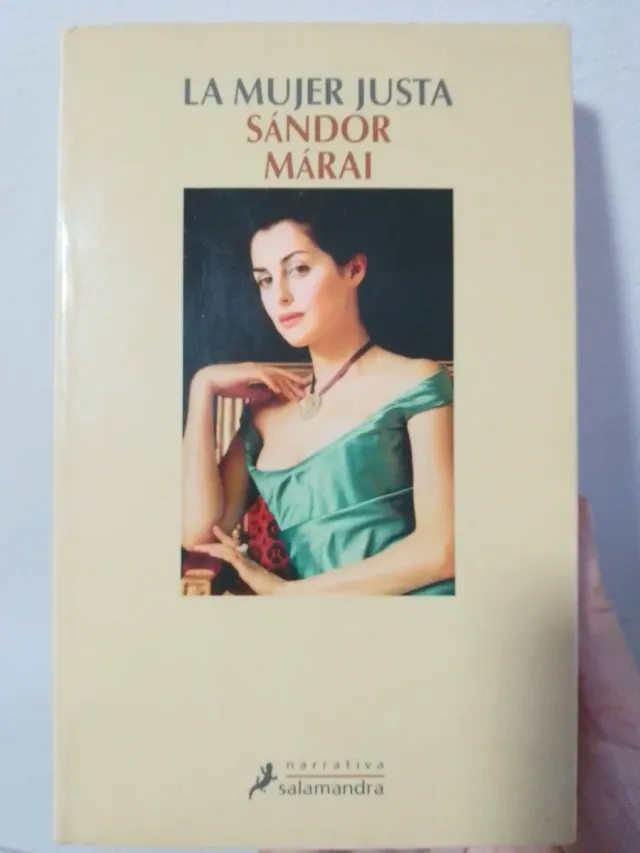 LA MUJER JUSTA
SÁNDOR
MÁRAI
narrativa
salamandra